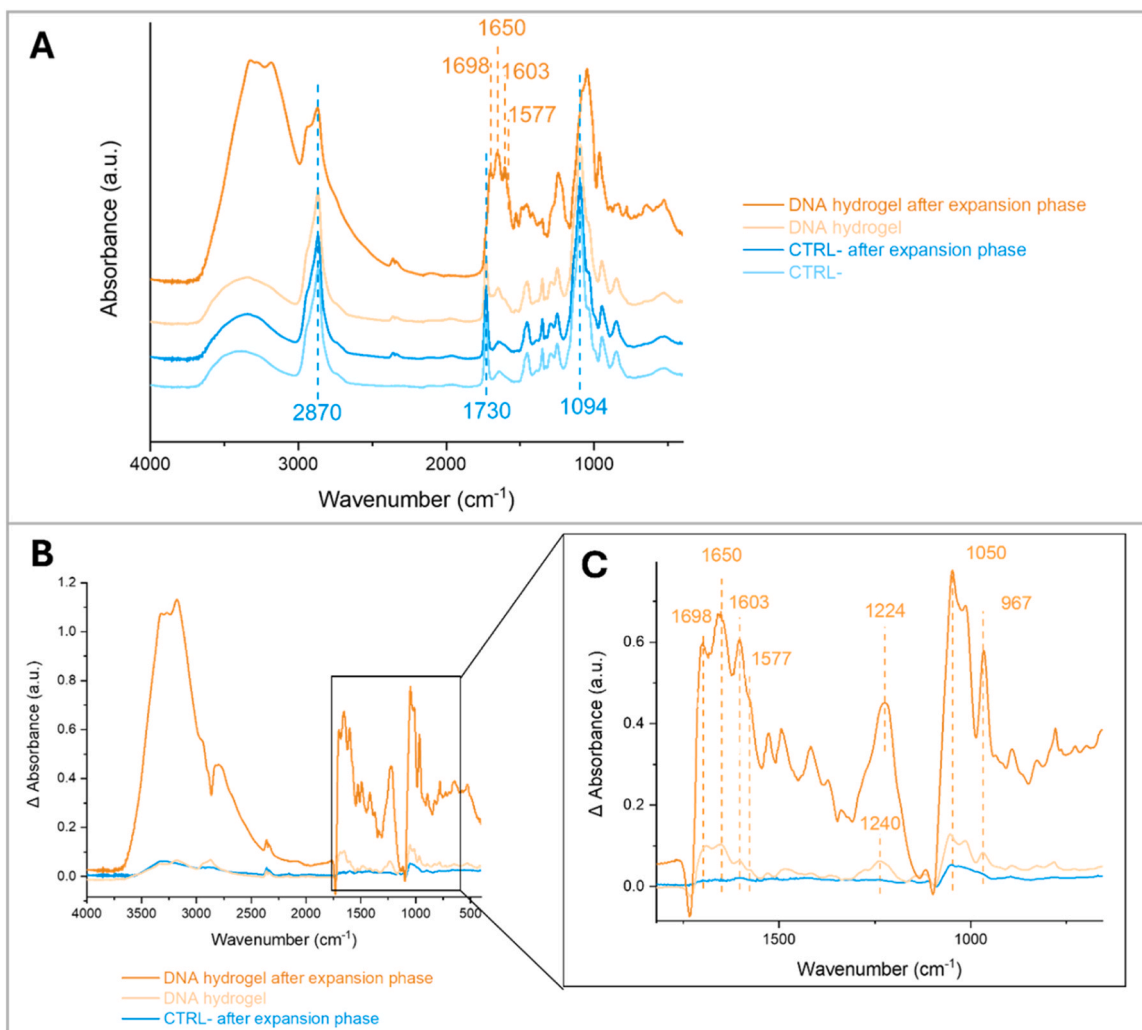 A
1650
1698
1603
1577
Absorbance (a.u.)
DNA hydrogel after expansion phase
DNA hydrogel
CTRL- after expansion phase
CTRL-
2870
1730
1094
4000
3000
2000
1000
Wavenumber (cm⁻¹)
B
1.2
1.0
0.8
0.6
0.4
0.2
0.0
Δ Absorbance (a.u.)
4000
3500
3000
2500
2000
1500
1000
500
Wavenumber (cm⁻¹)
DNA hydrogel after expansion phase
DNA hydrogel
CTRL- after expansion phase
C
1650
1050
1698
1603
1224
967
1577
1240
0.6
0.4
0.2
0.0
Δ Absorbance (a.u.)
1500
1000
Wavenumber (cm⁻¹)